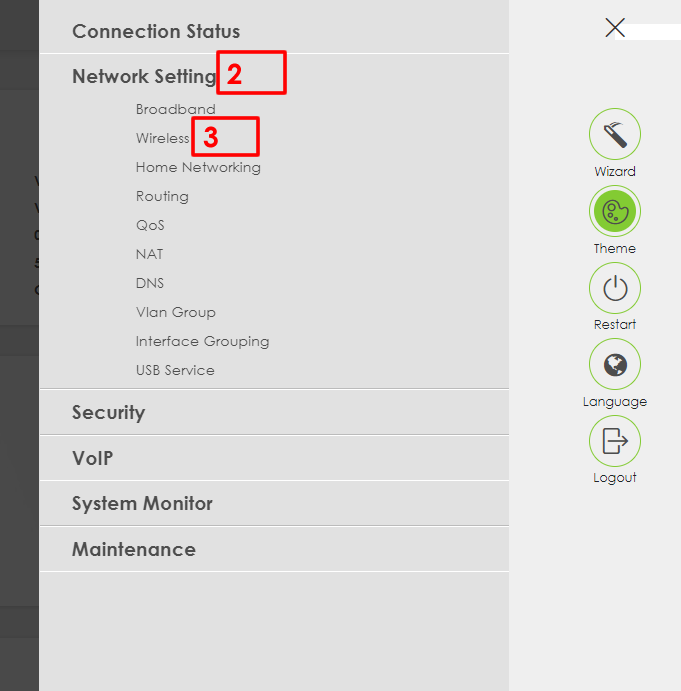 Connection Status
Network Setting 2
Broadband
Wireless 3
Home Networking
Routing
QoS
NAT
DNS
Vlan Group
Interface Grouping
USB Service
Security
VoIP
System Monitor
Maintenance
Wizard
Theme
Restart
Language
Logout